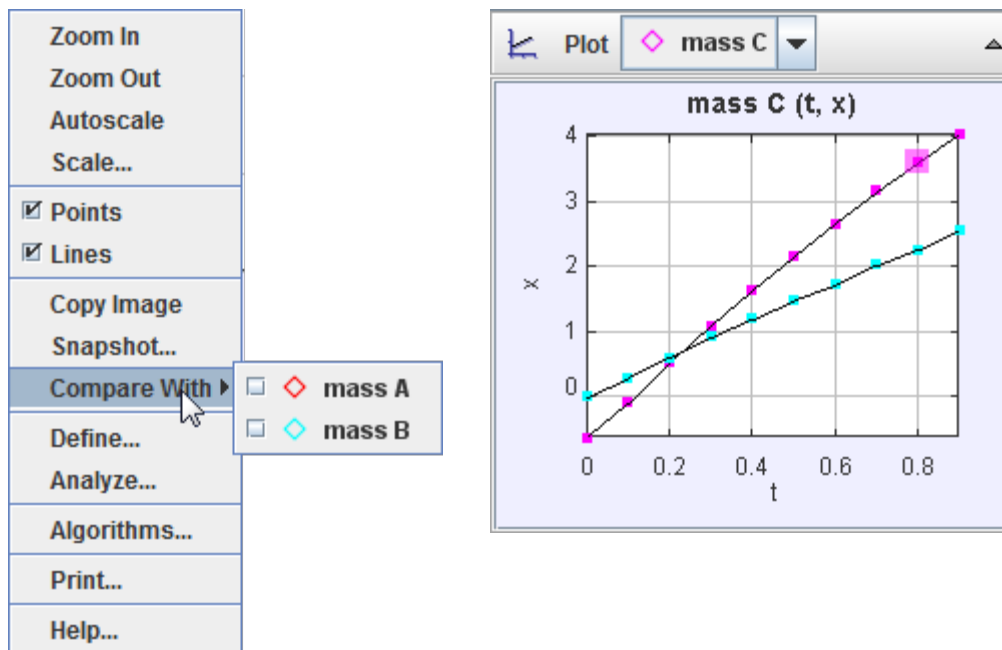 Zoom In
Zoom Out
Autoscale
Scale...
Points
Lines
Copy Image
Snapshot...
Compare With
mass A
mass B
Define...
Analyze...
Algorithms...
Print...
Help...
Plot mass C
mass C (t, x)
4
3
2
1
0
x
0 0.2 0.4 0.6 0.8
t